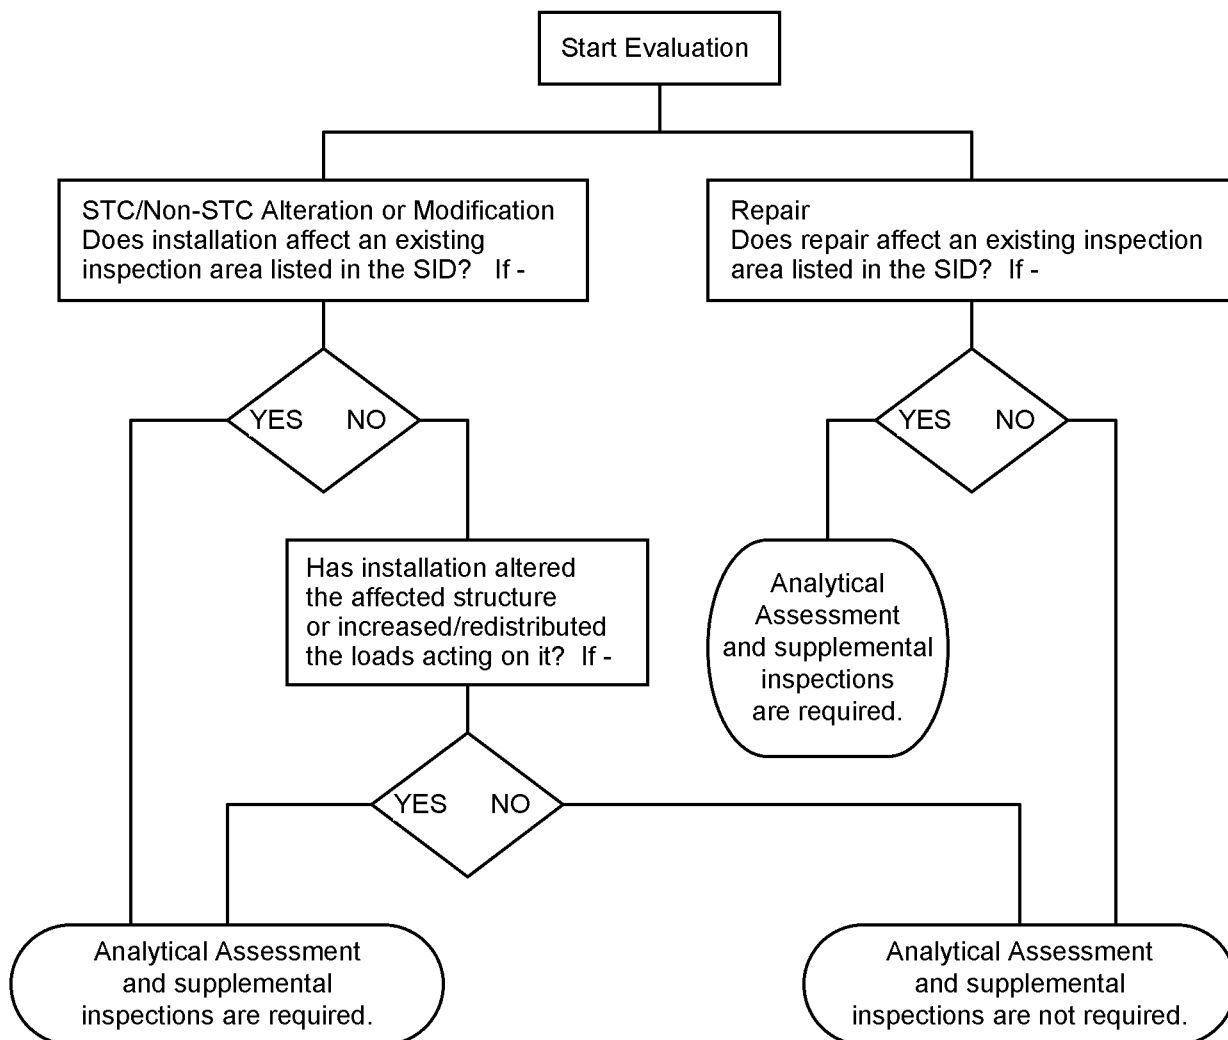 Start Evaluation
STC/Non-STC Alteration or Modification
Does installation affect an existing
inspection area listed in the SID? If -
Repair
Does repair affect an existing inspection
area listed in the SID? If -
YES NO
YES NO
Has installation altered
the affected structure
or increased/redistributed
the loads acting on it? If -
Analytical
Assessment
and supplemental
inspections
are required.
YES NO
Analytical Assessment
and supplemental
inspections are required.
Analytical Assessment
and supplemental
inspections are not required.